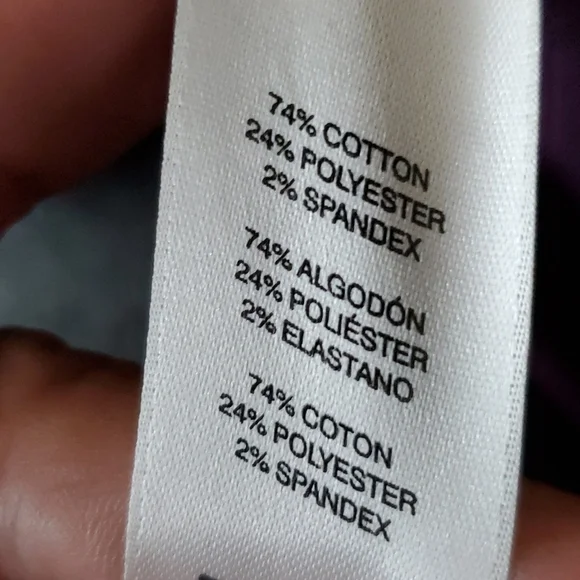 74% COTTON
24% POLYESTER
2% SPANDEX
74% ALGODÓN
24% POLIÉSTER
2% ELASTANO
74% COTON
24% POLYESTER
2% SPANDEX